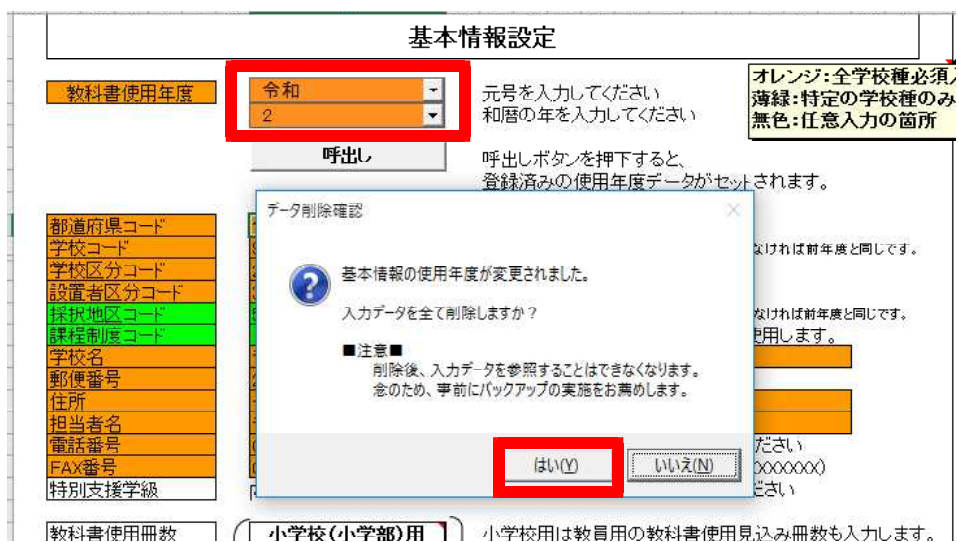 基本情報設定
オレンジ:全学校種必須
薄緑:特定の学校種のみ
無色:任意入力の箇所
教科書使用年度
令和
元号を入力してください
2
和暦の年を入力してください
呼出し
呼出しボタンを押下すると、
登録済みの使用年度データがセットされます。
データ削除確認
基本情報の使用年度が変更されました。
入力データを全て削除しますか?
■注意■
削除後、入力データを参照することはできなくなります。
念のため、事前にバックアップの実施をお薦めします。
はい(Y)
いいえ(N)
都道府県コード
学校コード
なければ前年度と同じです。
学校区分コード
設置者区分コード
採択地区コード
なければ前年度と同じです。
課程制度コード
使用します。
学校名
郵便番号
住所
担当者名
電話番号
ださい
FAX番号
XXXXXXX)
特別支援学級
ださい
教科書使用冊数
小学校(小学部)用
小学校用は教員用の教科書使用見込み冊数も入力します。